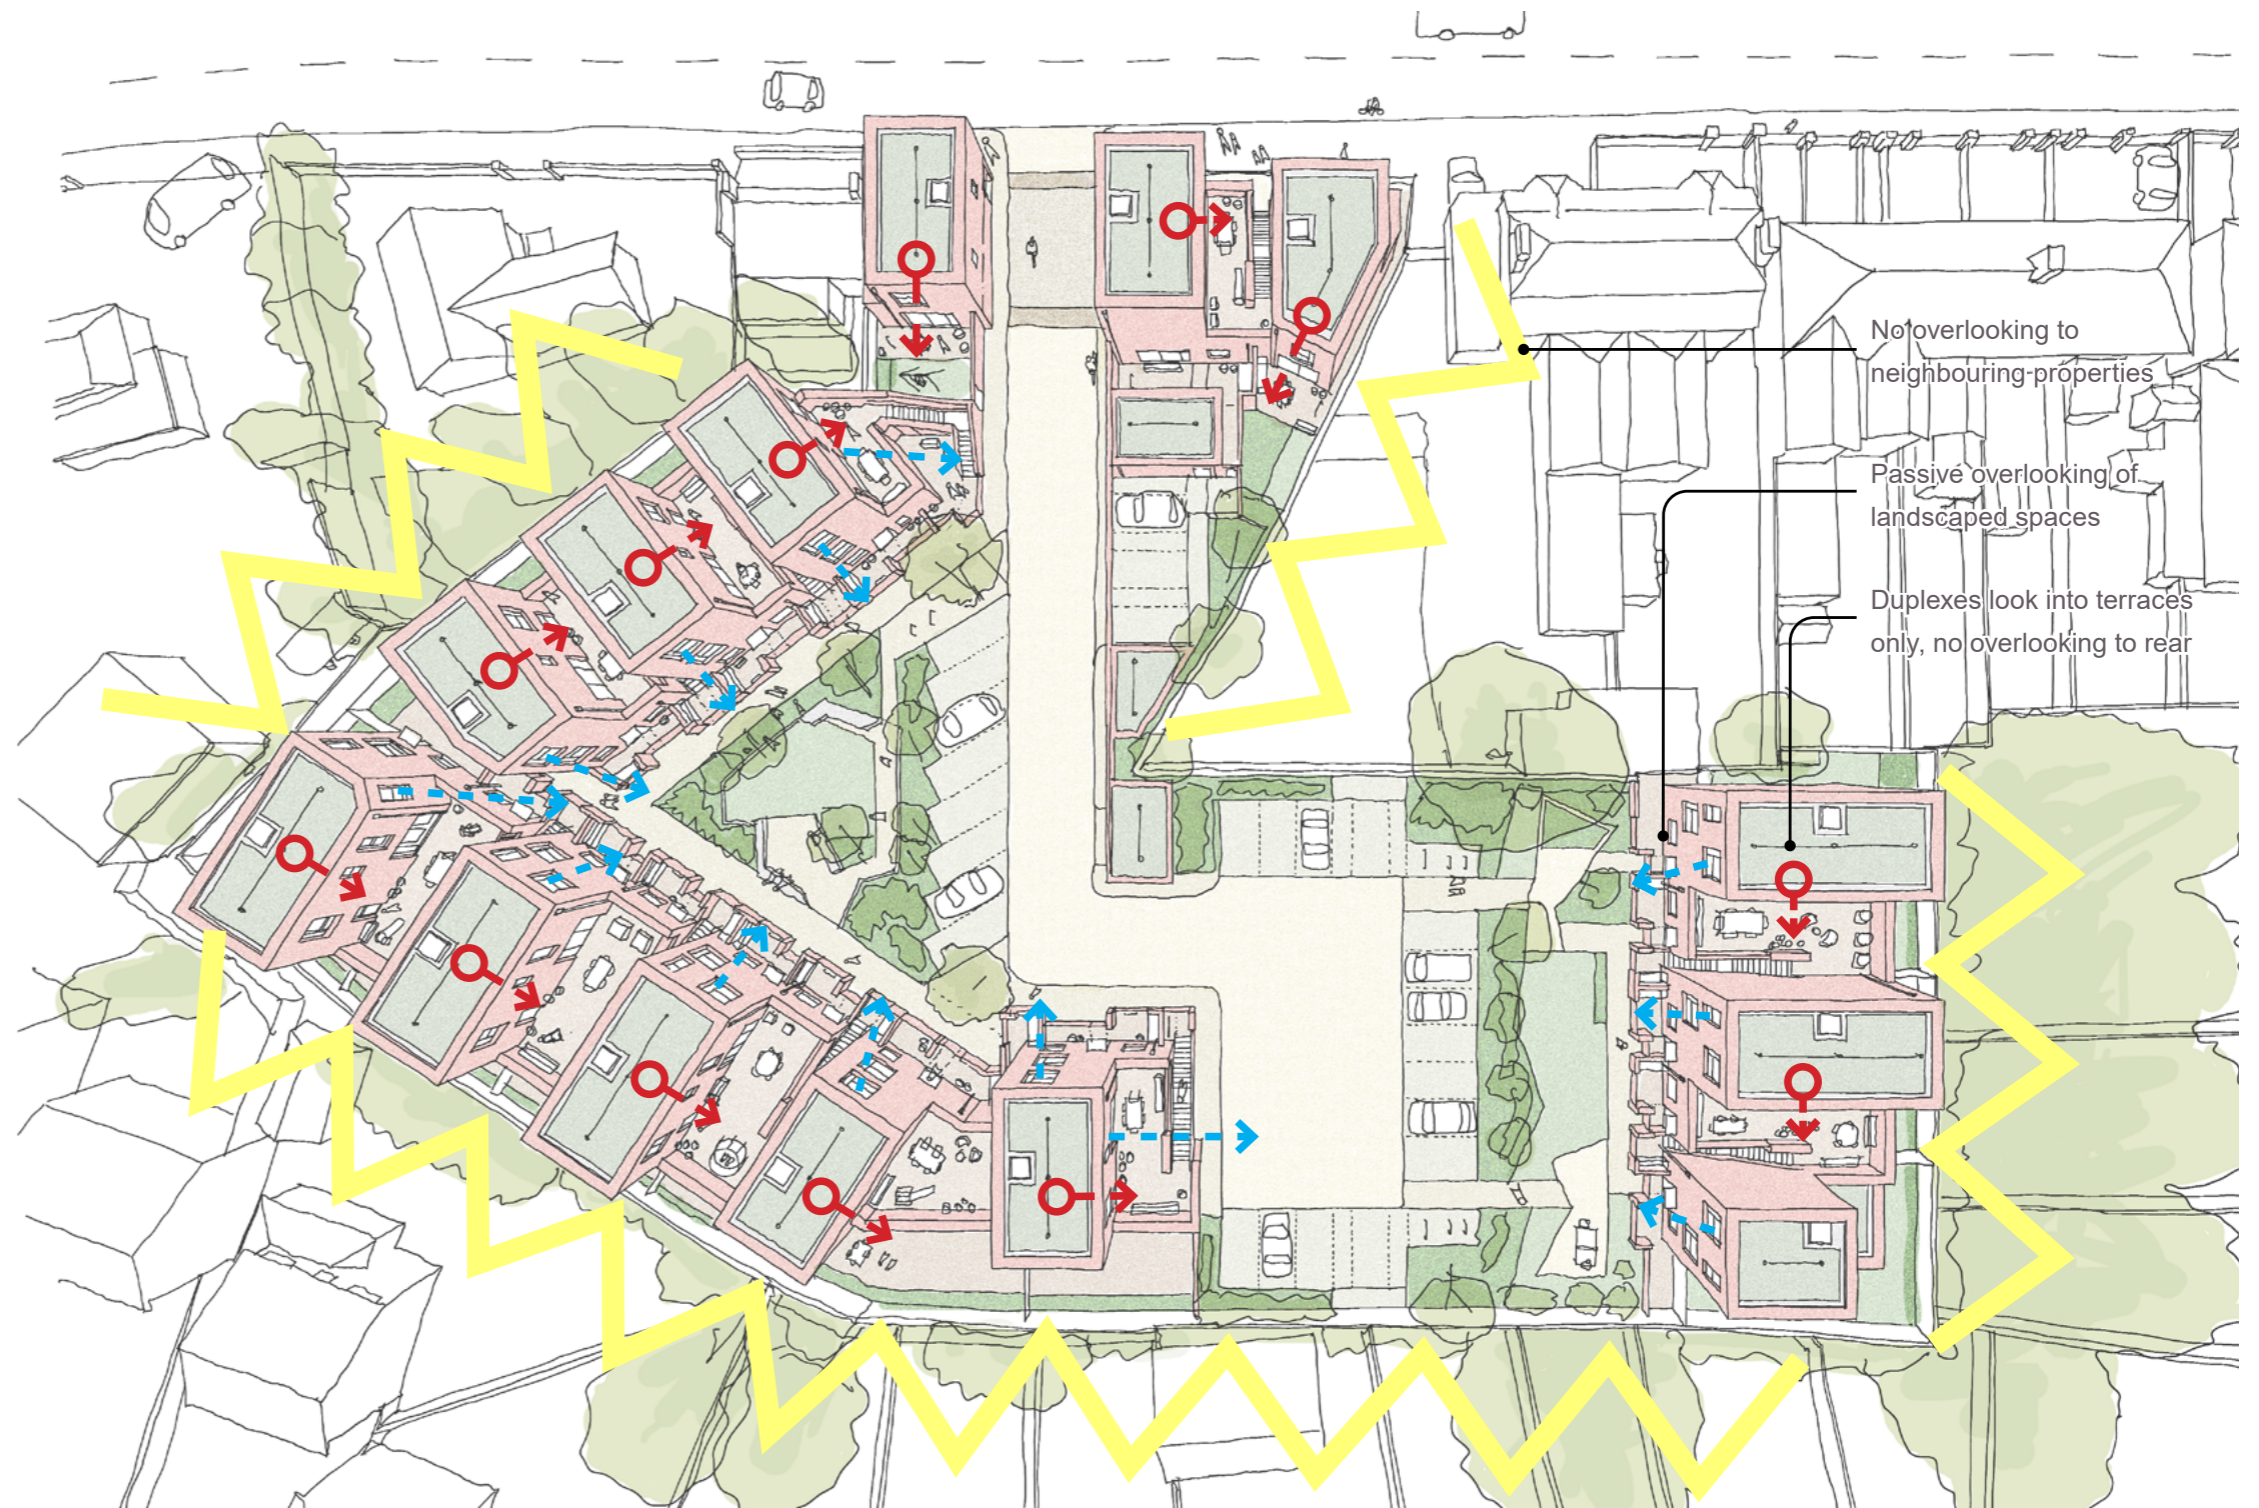 No overlooking to
neighbouring properties
Passive overlooking of
landscaped spaces
Duplexes look into terraces
only, no overlooking to rear